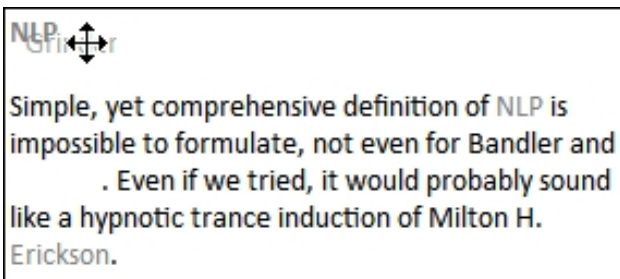 NLP
Grinder
Simple, yet comprehensive definition of NLP is
impossible to formulate, not even for Bandler and
. Even if we tried, it would probably sound
like a hypnotic trance induction of Milton H.
Erickson.